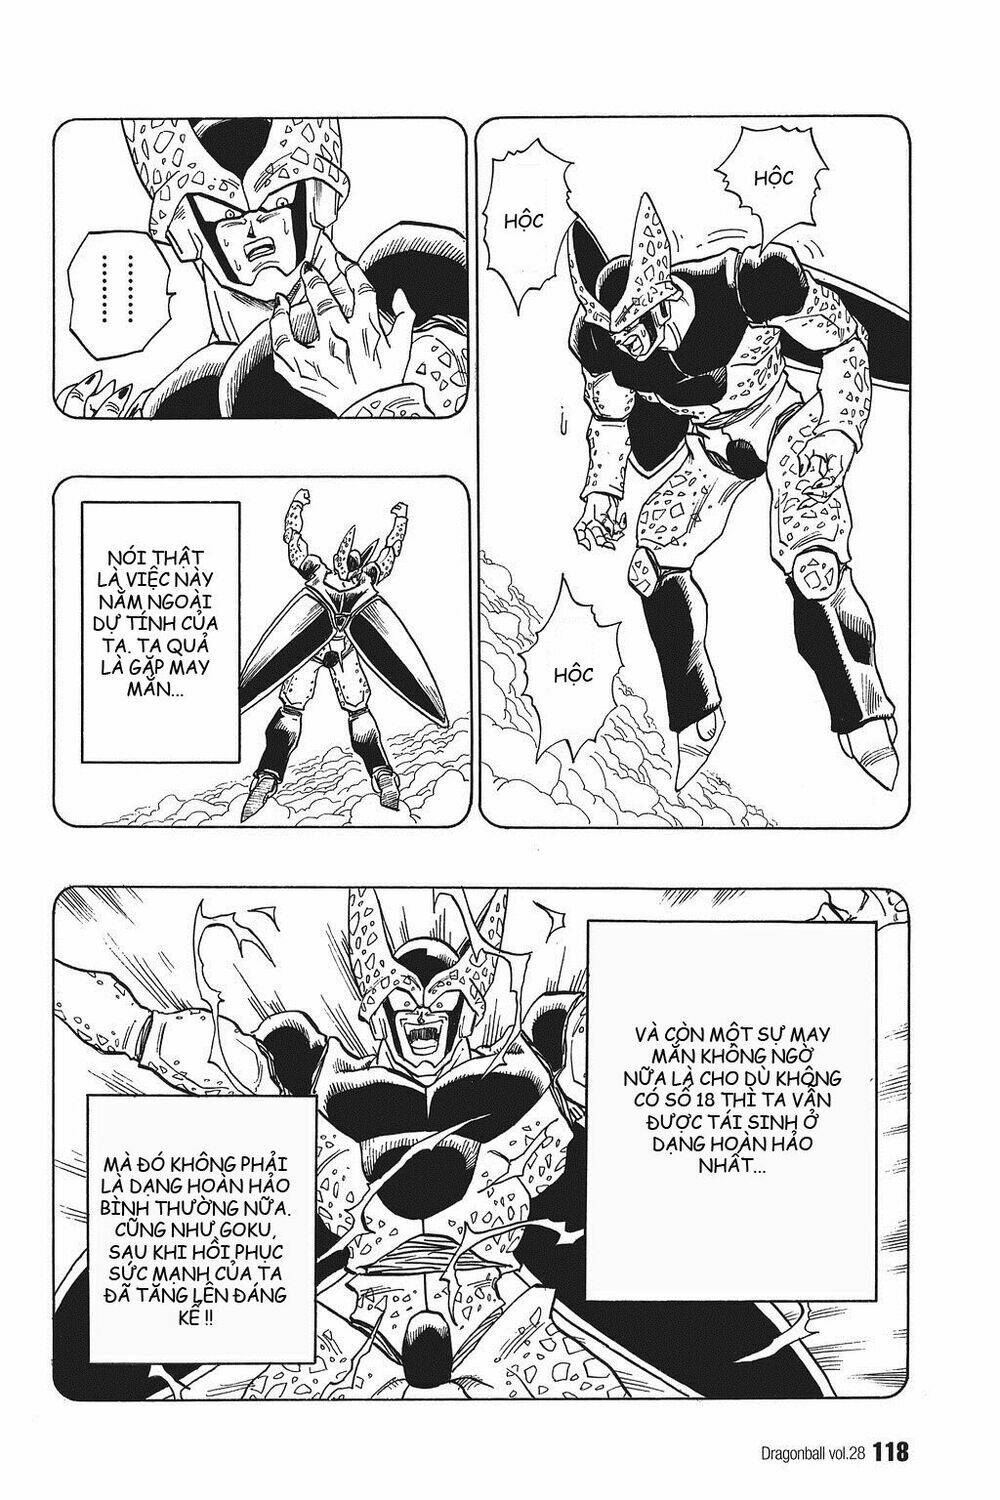 HỘC
HỘC
HỘC
...............
NÓI THẬT
LÀ VIỆC NÀY
NẰM NGOÀI
DỰ TÍNH CỦA
TA. TA QUẢ
LÀ GẶP MAY
MẮN...
VÀ CÒN MỘT SỰ MAY
MẮN KHÔNG NGỜ
NỮA LÀ CHO DÙ KHÔNG
CÓ SỐ 18 THÌ TA VẪN
ĐƯỢC TÁI SINH Ở
DẠNG HOÀN HẢO
NHẤT...
MÀ ĐÓ KHÔNG PHẢI
LÀ DẠNG HOÀN HẢO
BÌNH THƯỜNG NỮA.
CŨNG NHƯ GOKU,
SAU KHI HỒI PHỤC
SỨC MẠNH CỦA TA
ĐÃ TĂNG LÊN ĐÁNG
KỂ !!
Dragonball vol.28 118